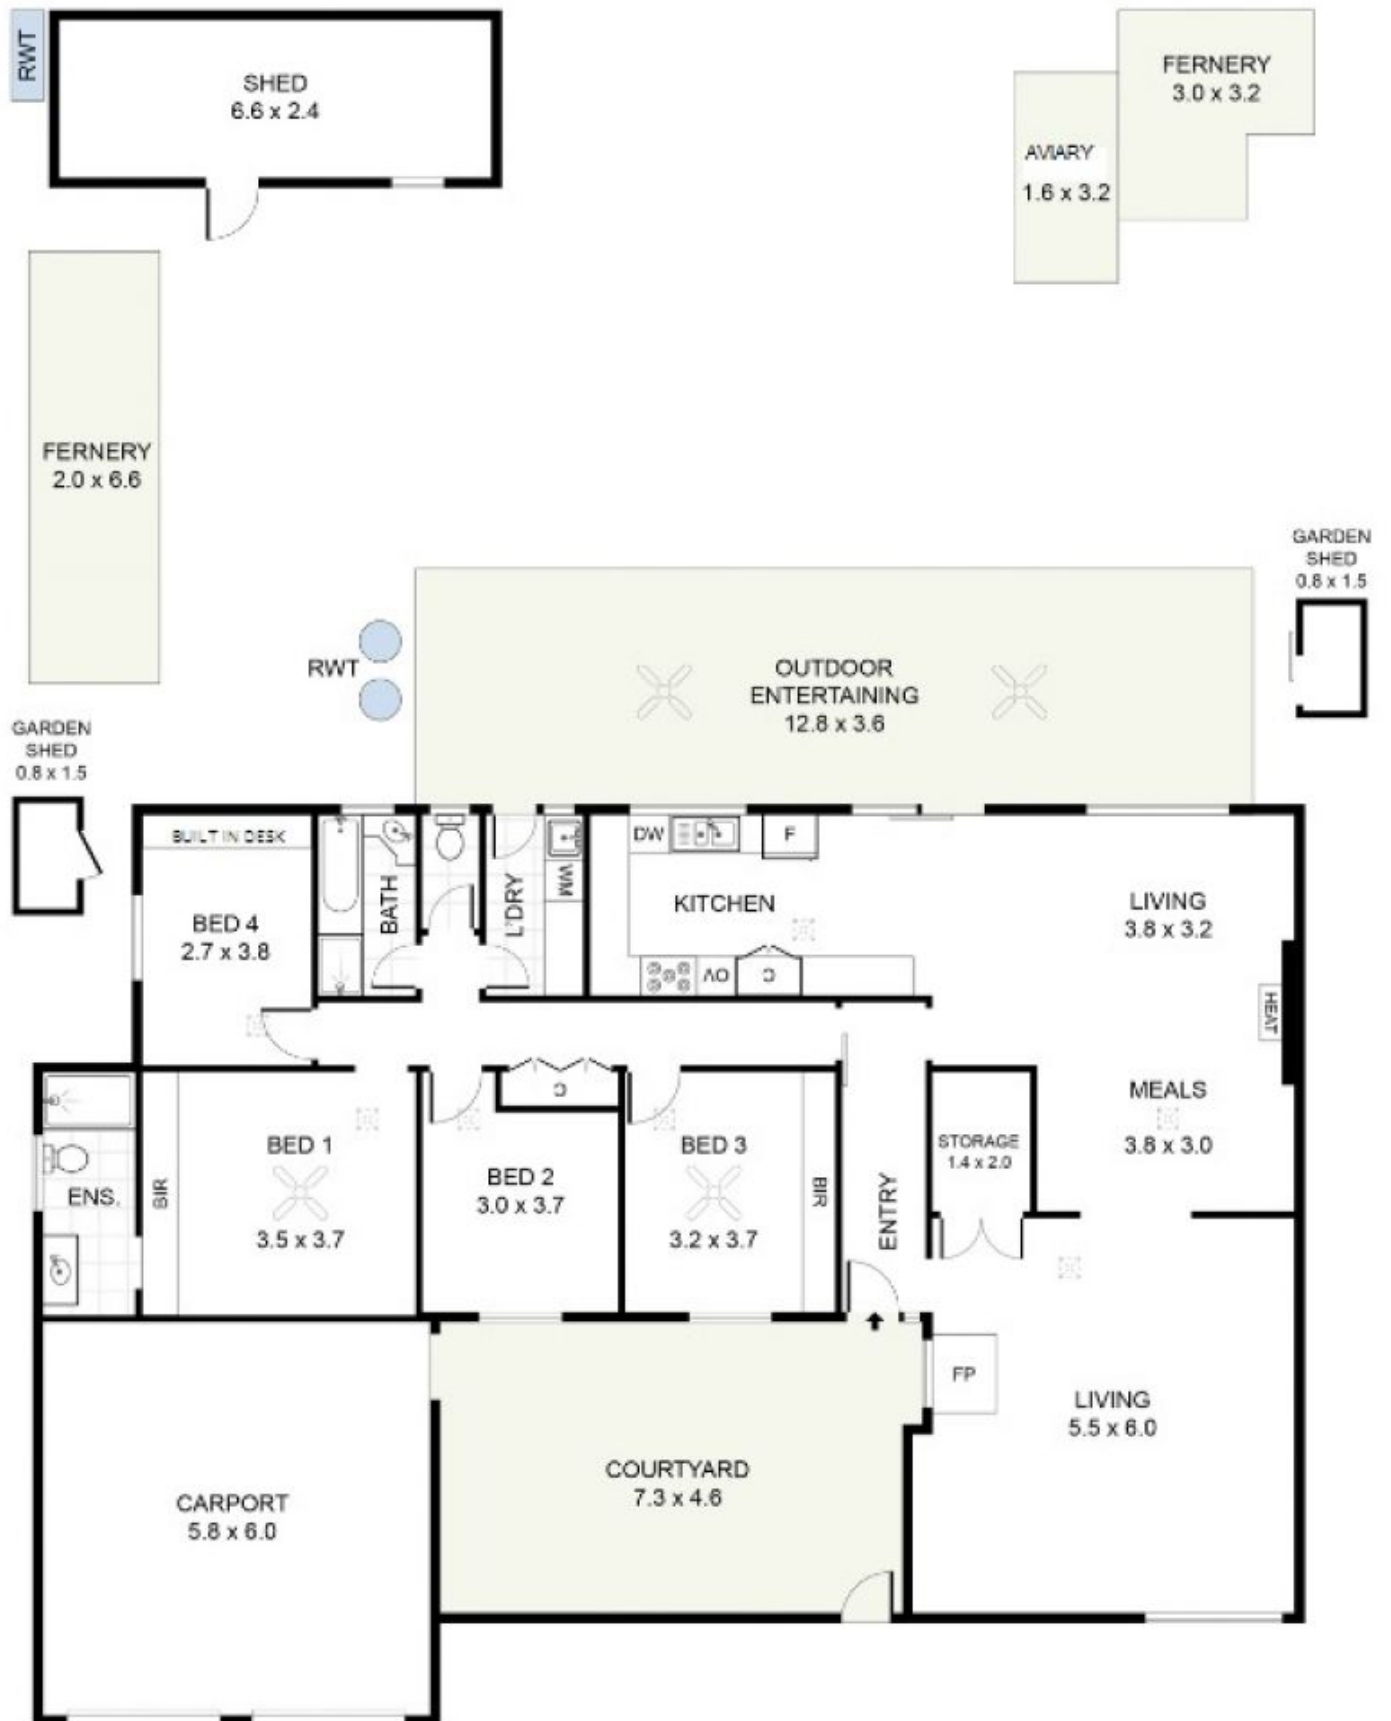 RWT
SHED
6.6 x 2.4
FERNERY
3.0 x 3.2
AVIARY
1.6 x 3.2
FERNERY
2.0 x 6.6
GARDEN
SHED
0.8 x 1.5
RWT
OUTDOOR
ENTERTAINING
12.8 x 3.6
GARDEN
SHED
0.8 x 1.5
BUILT IN DESK
BED 4
2.7 x 3.8
BATH
L'DRY
WM
DW
F
KITCHEN
OV
C
LIVING
3.8 x 3.2
HEAT
MEALS
3.8 x 3.0
C
ENS.
BIR
BED 1
3.5 x 3.7
BED 2
3.0 x 3.7
BED 3
3.2 x 3.7
BIR
ENTRY
STORAGE
1.4 x 2.0
FP
LIVING
5.5 x 6.0
COURTYARD
7.3 x 4.6
CARPORT
5.8 x 6.0